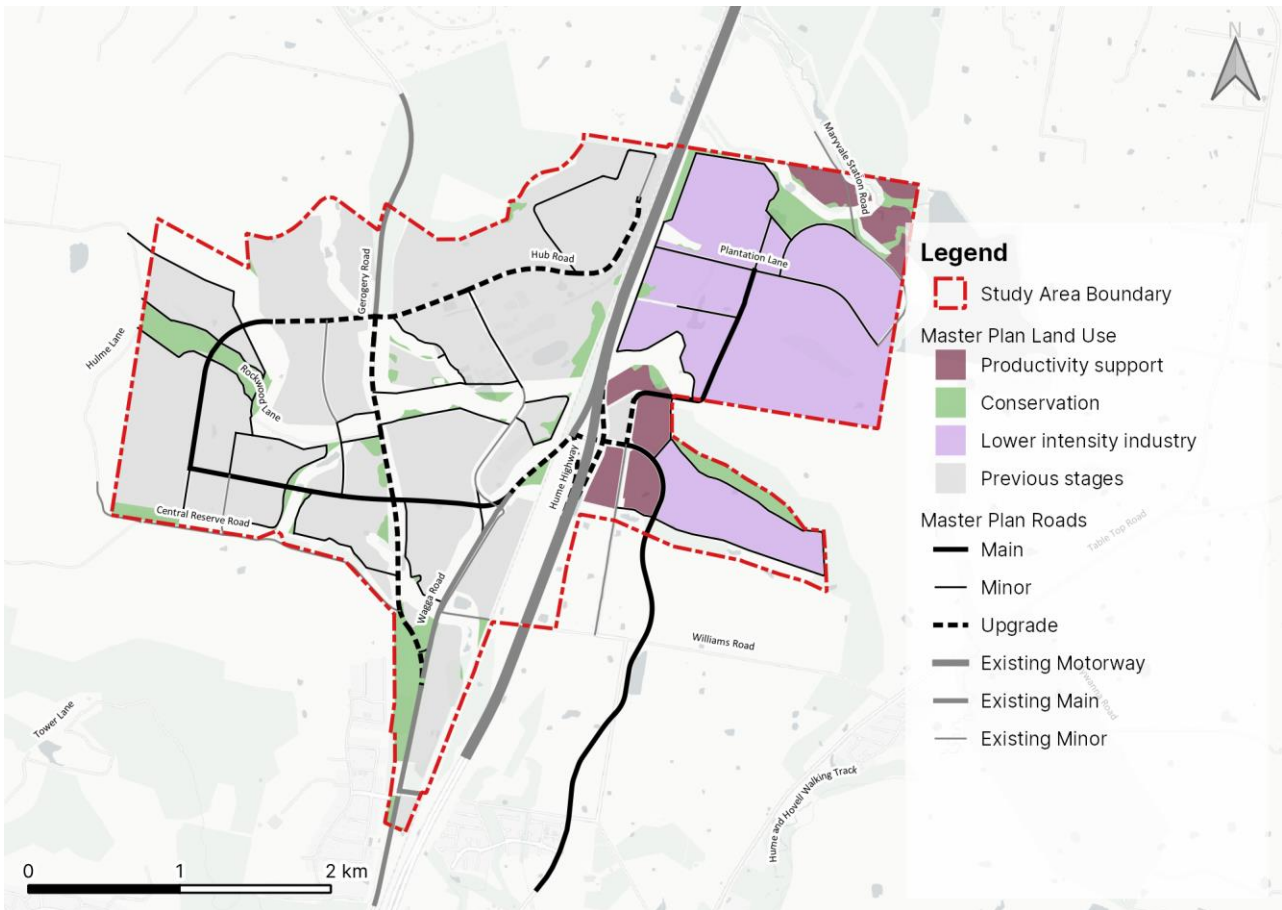 N
Maryvale Station Road
Plantation Lane
Hub Road
Gerogery Road
Hulme Lane
Rockwood Lane
Hume Highway
Central Reserve Road
Wagga Road
Williams Road
Table Top Road
Tower Lane
Hume and Hovell Walking Track
Legend
Study Area Boundary
Master Plan Land Use
Productivity support
Conservation
Lower intensity industry
Previous stages
Master Plan Roads
Main
Minor
Upgrade
Existing Motorway
Existing Main
Existing Minor
0 1 2 km